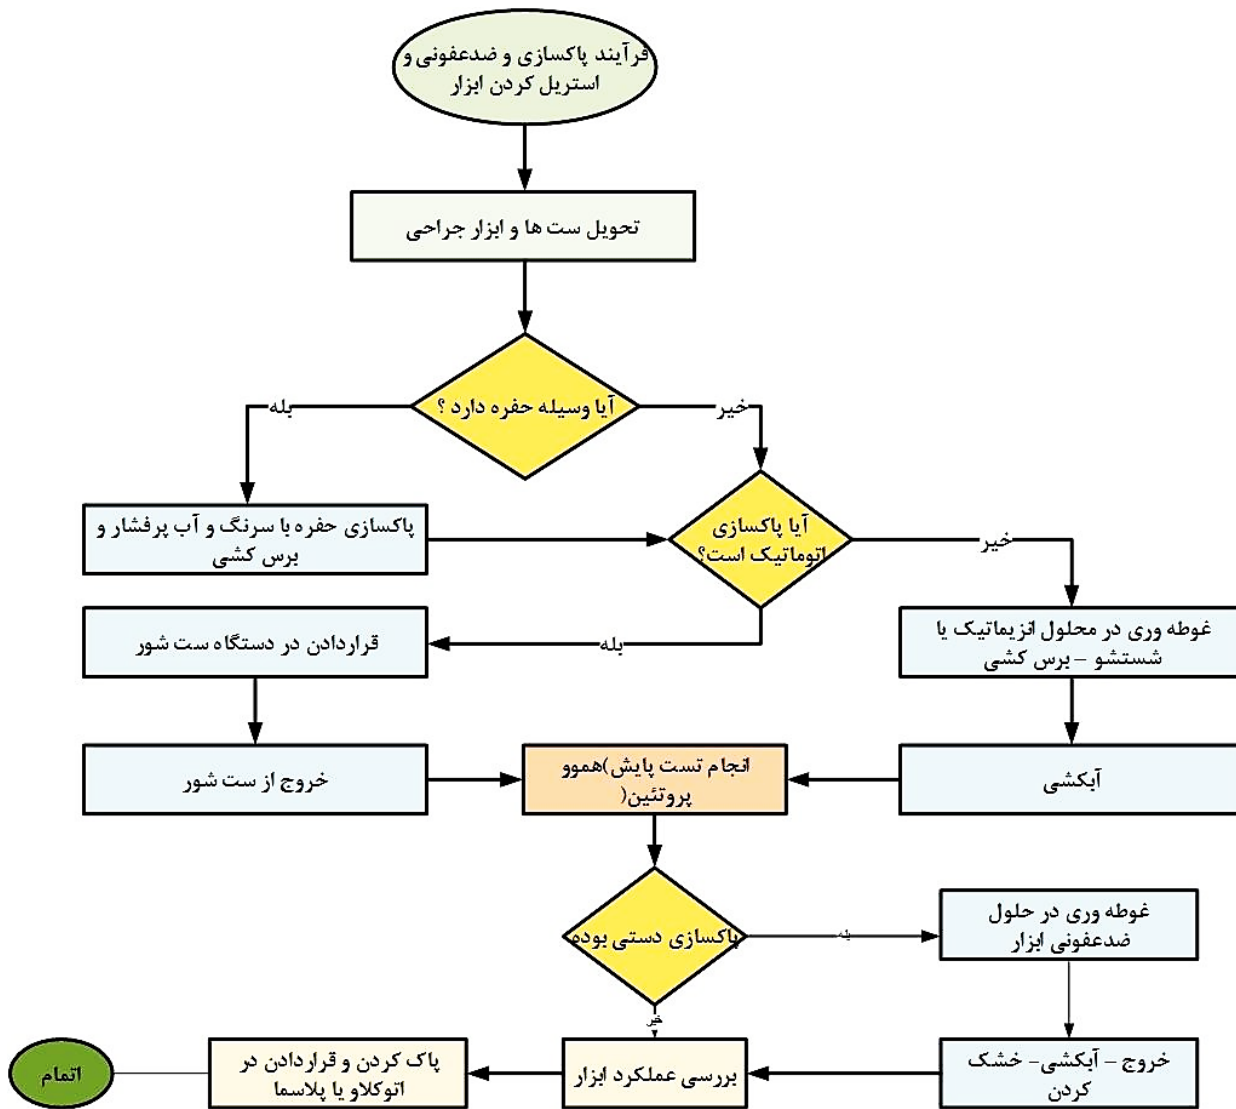 فرآیند پاکسازی و ضدعفونی و
استریل کردن ابزار
تحویل ست ها و ابزار جراحی
آیا وسیله حفره دارد ؟
بله
خیر
پاکسازی حفره با سرنگ و آب پرفشار و
برس کشی
آیا پاکسازی
اتوماتیک است؟
خیر
قراردادن در دستگاه ست شور
بله
غوطه وری در محلول انزیماتیک یا
شستشو – برس کشی
خروج از ست شور
انجام تست پایش)هموو
پروتئین(
آبکشی
پاکسازی دستی بوده
بله
غوطه وری در حلول
ضدعفونی ابزار
خیر
خروج – آبکشی- خشک
کردن
بررسی عملکرد ابزار
پاک کردن و قراردادن در
اتوکلاو یا پلاسما
اتمام